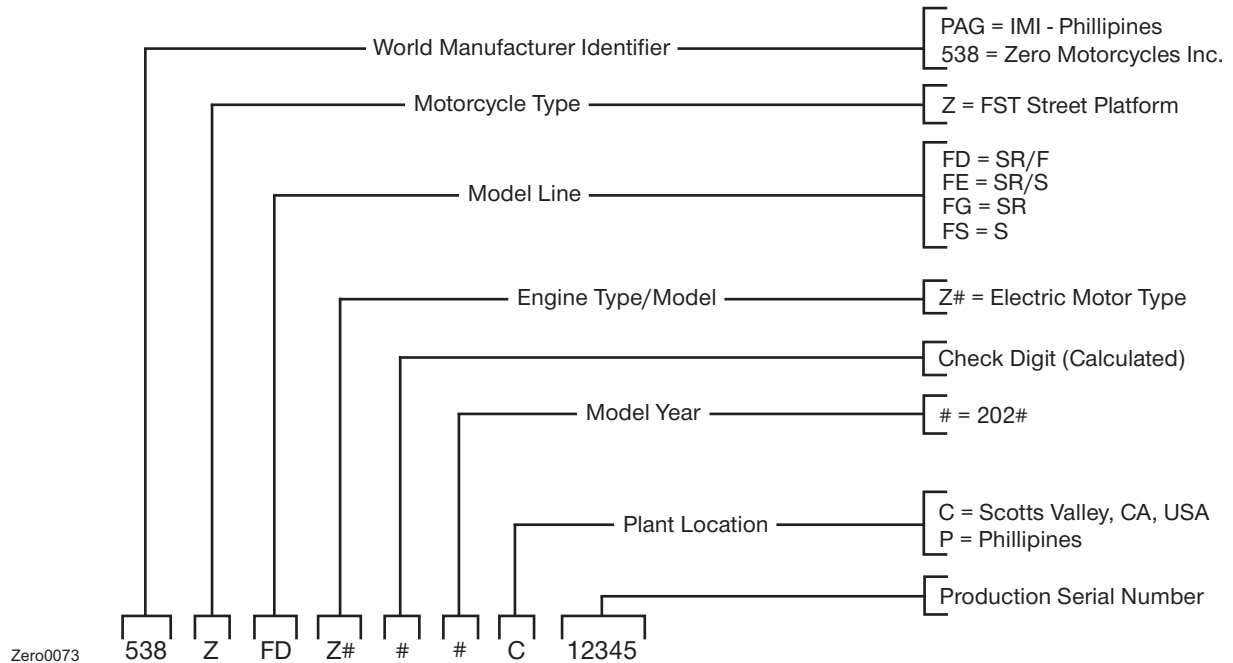 World Manufacturer Identifier
PAG = IMI - Phillipines
538 = Zero Motorcycles Inc.
Motorcycle Type
Z = FST Street Platform
Model Line
FD = SR/F
FE = SR/S
FG = SR
FS = S
Engine Type/Model
Z# = Electric Motor Type
Check Digit (Calculated)
Model Year
# = 202#
Plant Location
C = Scotts Valley, CA, USA
P = Phillipines
Production Serial Number
Zero0073 538 Z FD Z# # # C 12345